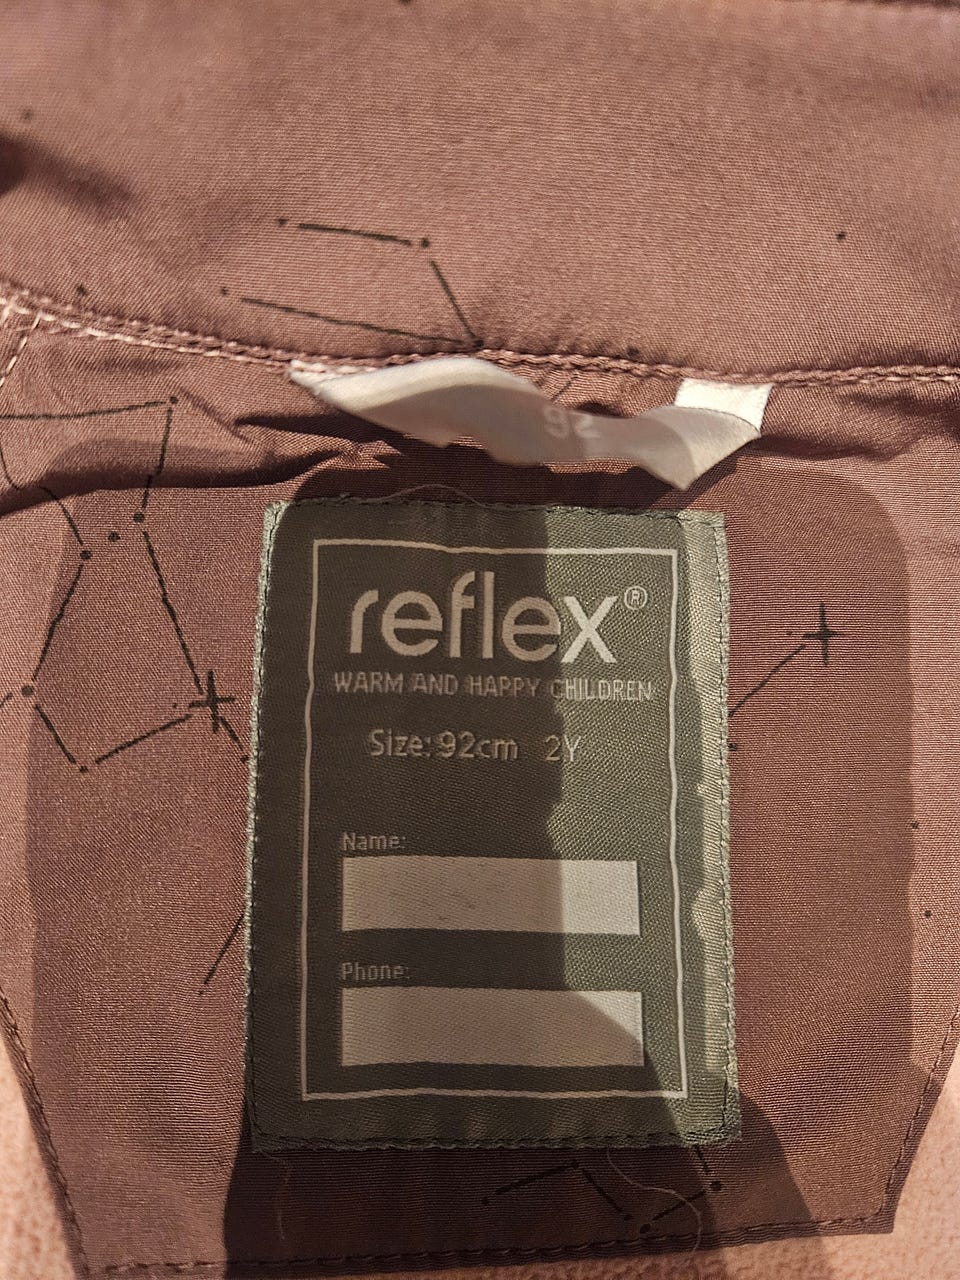 92
reflex®
WARM AND HAPPY CHILDREN
Size: 92cm 2Y
Name:
Phone: